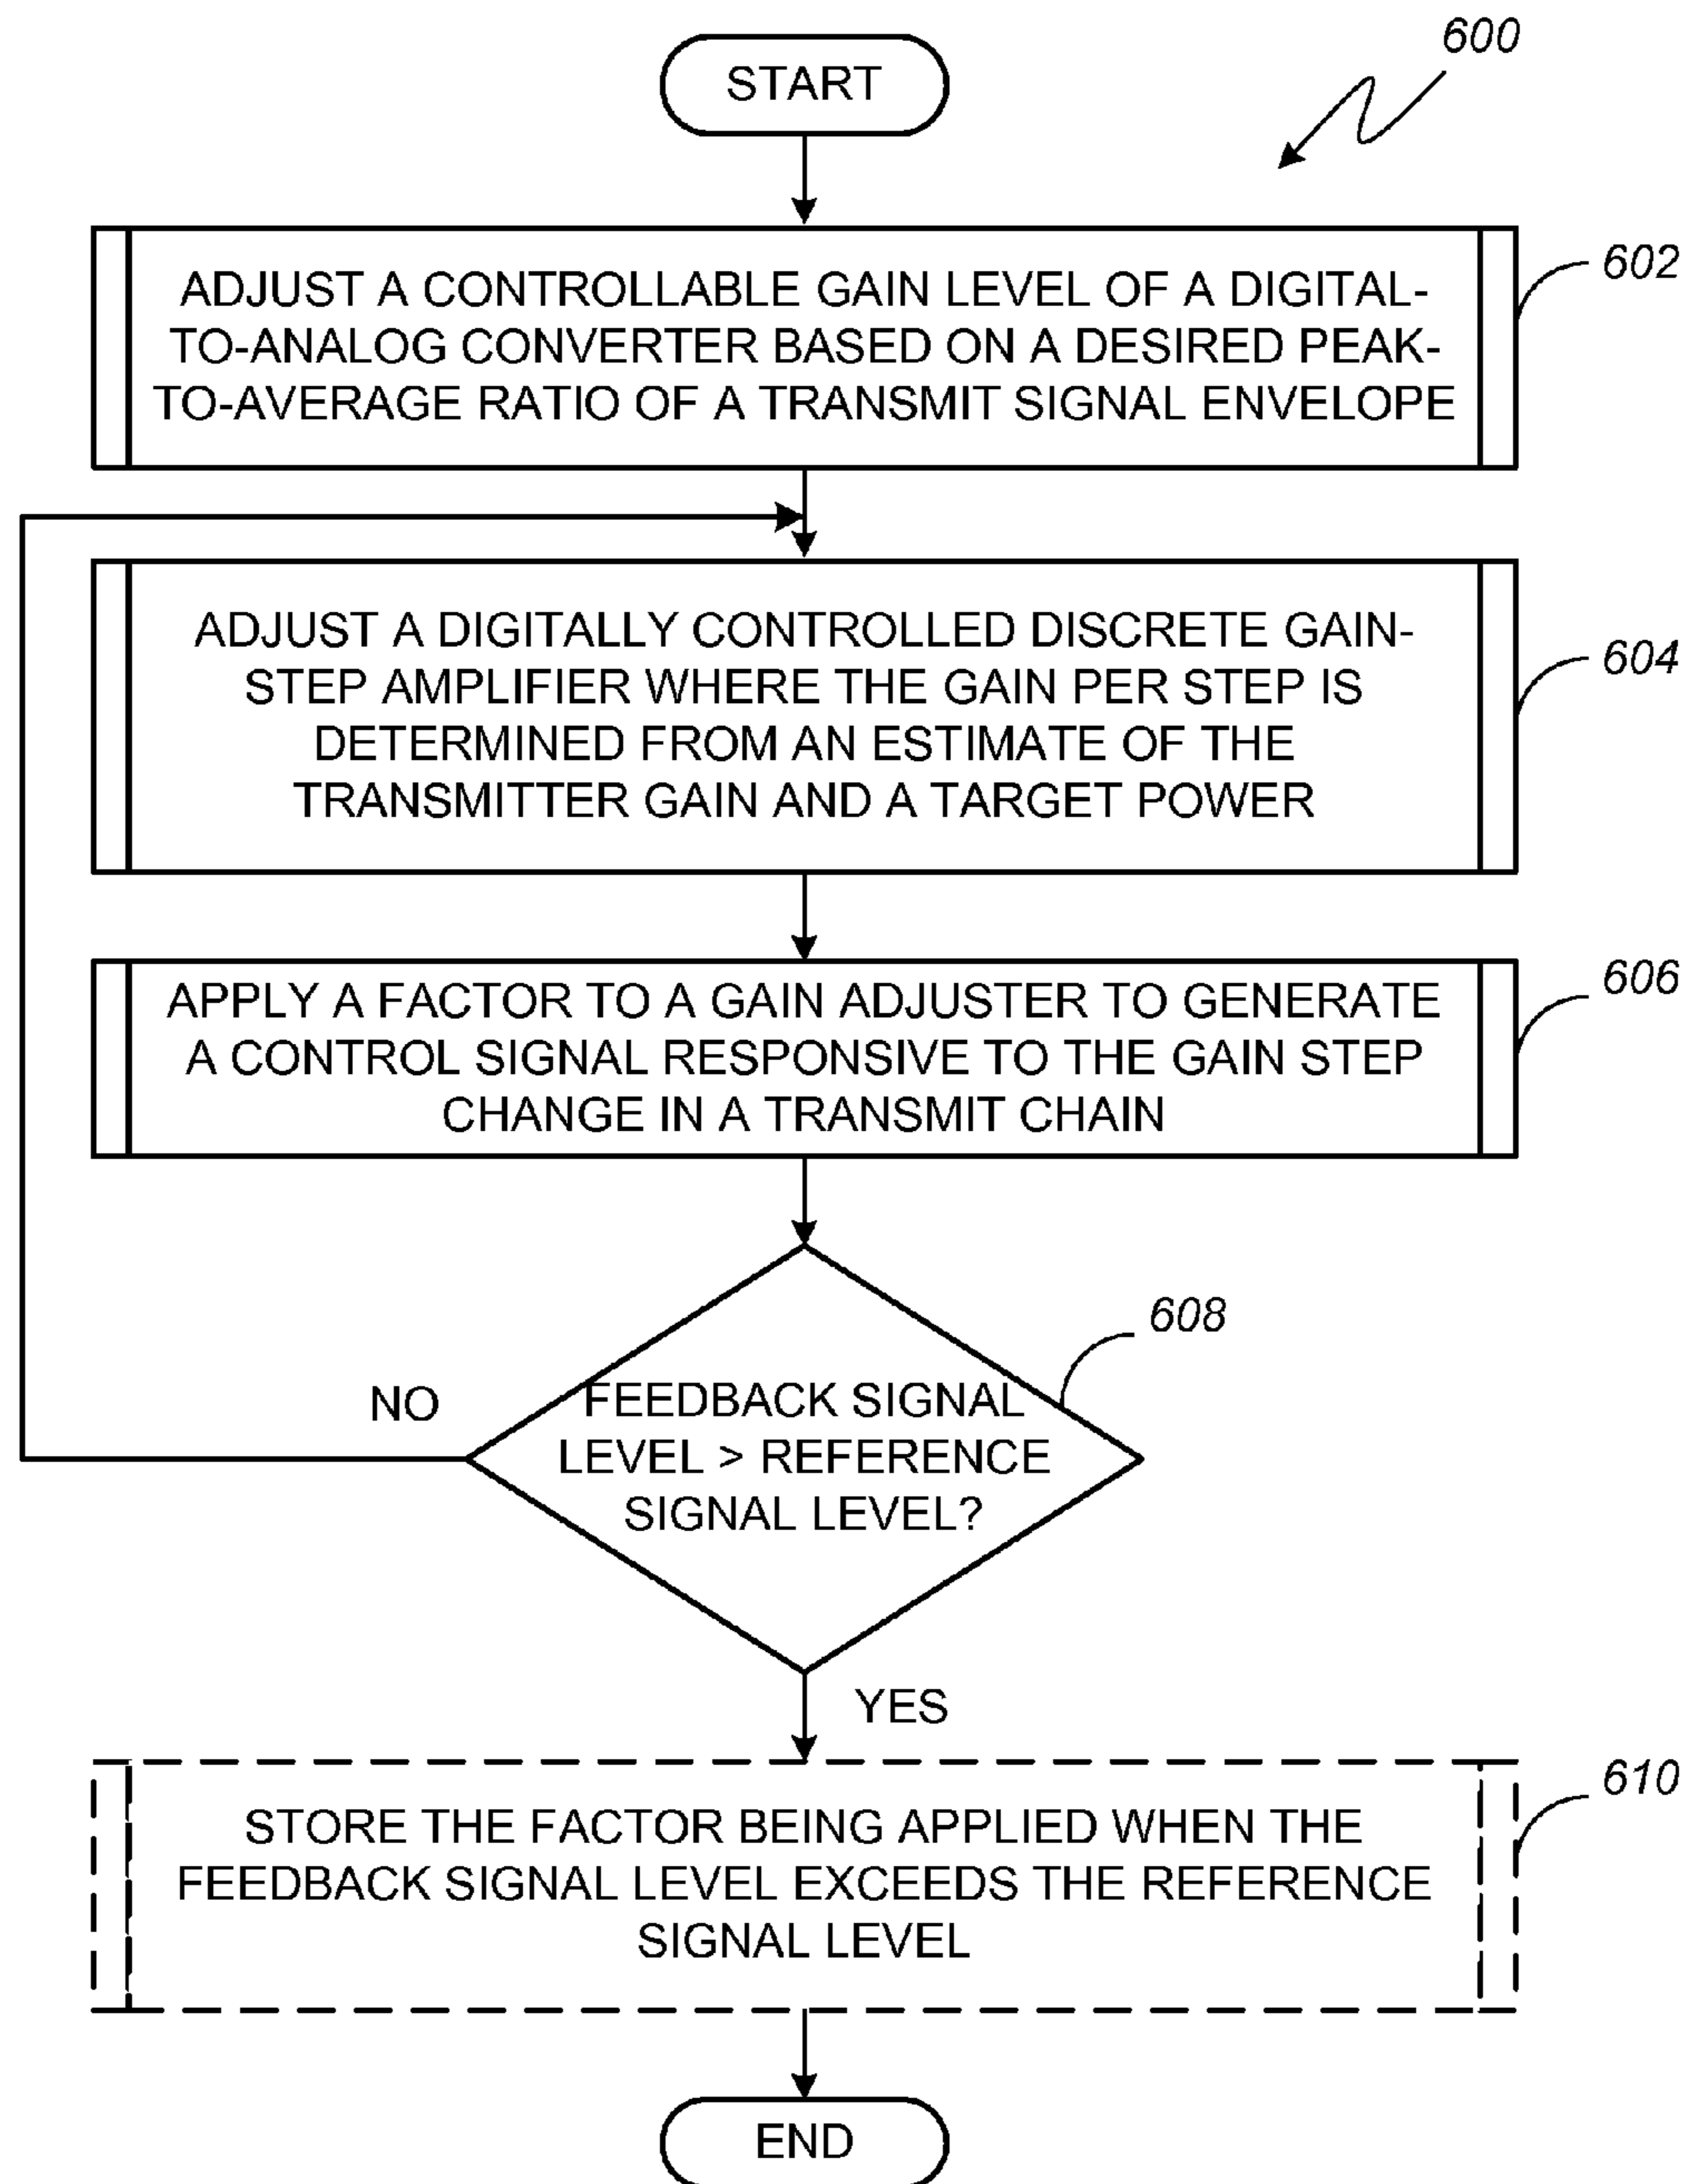 600
START
602
ADJUST A CONTROLLABLE GAIN LEVEL OF A DIGITAL-
TO-ANALOG CONVERTER BASED ON A DESIRED PEAK-
TO-AVERAGE RATIO OF A TRANSMIT SIGNAL ENVELOPE
604
ADJUST A DIGITALLY CONTROLLED DISCRETE GAIN-
STEP AMPLIFIER WHERE THE GAIN PER STEP IS
DETERMINED FROM AN ESTIMATE OF THE
TRANSMITTER GAIN AND A TARGET POWER
606
APPLY A FACTOR TO A GAIN ADJUSTER TO GENERATE
A CONTROL SIGNAL RESPONSIVE TO THE GAIN STEP
CHANGE IN A TRANSMIT CHAIN
608
NO
FEEDBACK SIGNAL
LEVEL > REFERENCE
SIGNAL LEVEL?
YES
610
STORE THE FACTOR BEING APPLIED WHEN THE
FEEDBACK SIGNAL LEVEL EXCEEDS THE REFERENCE
SIGNAL LEVEL
END